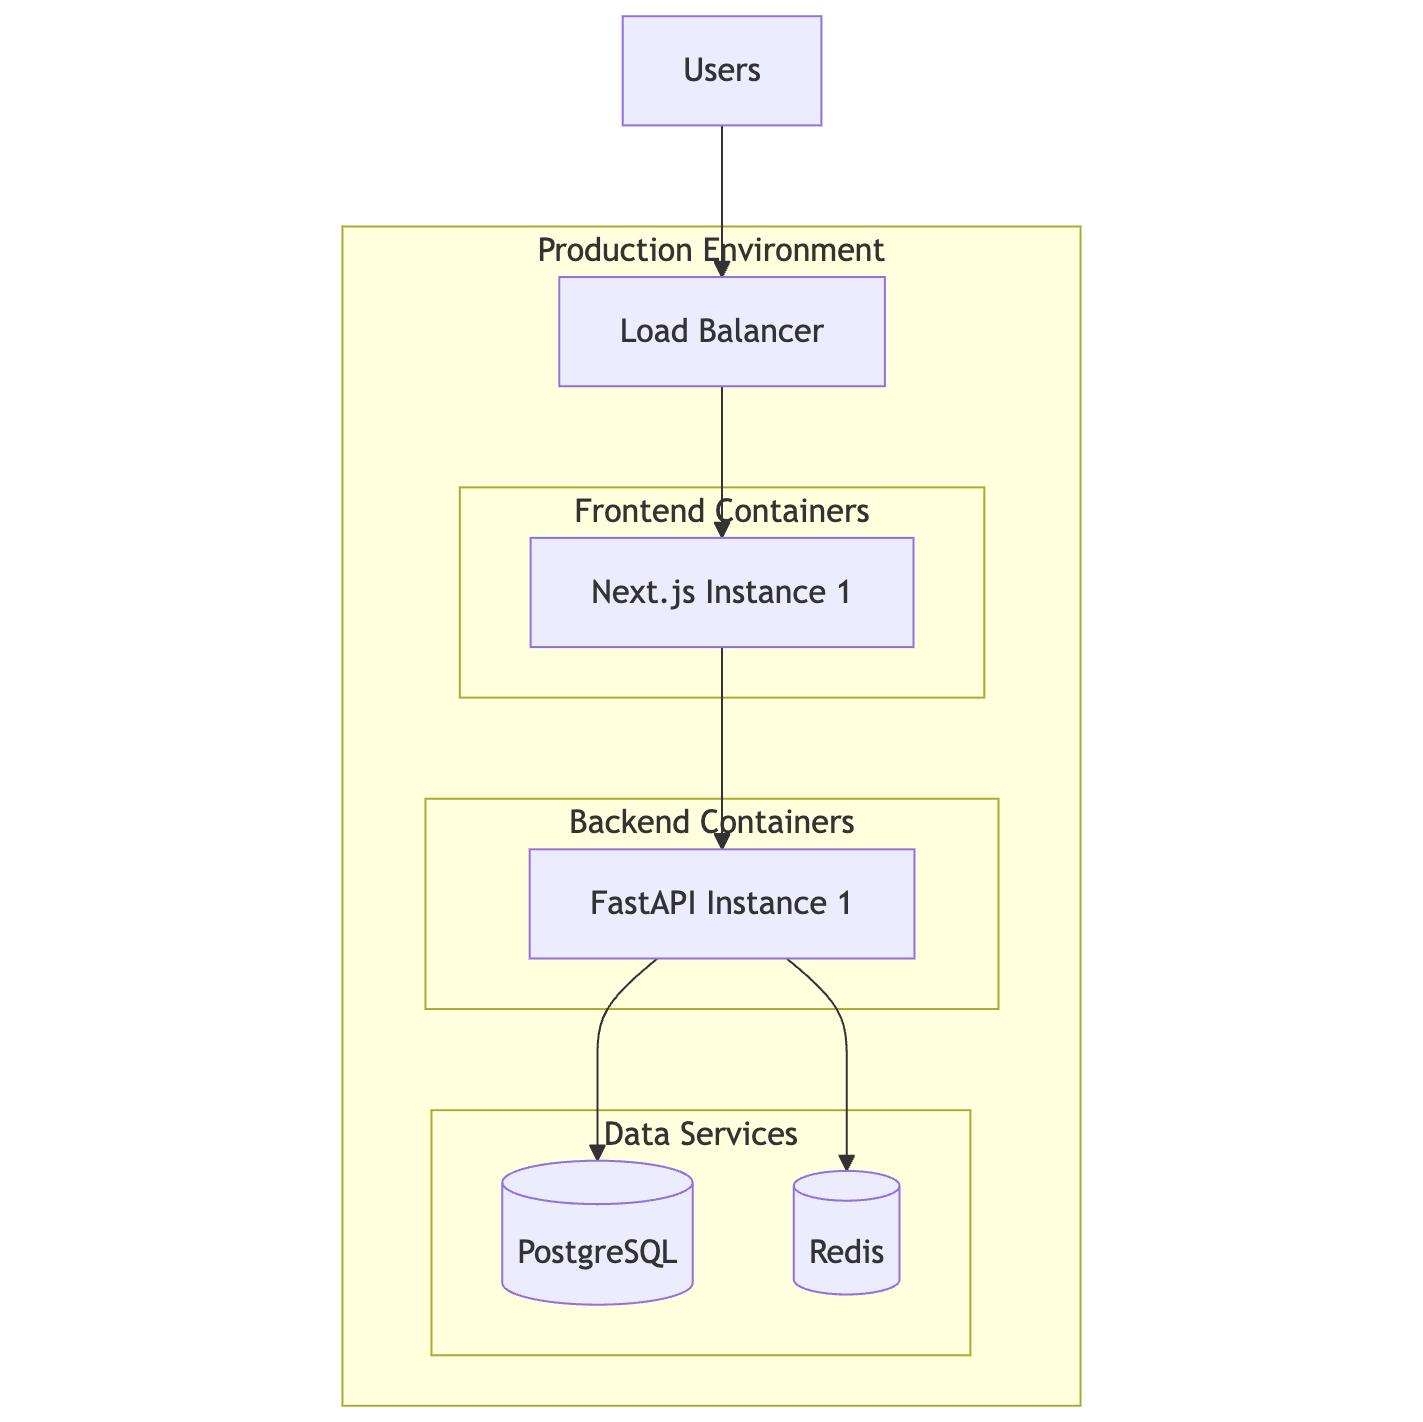 Users
Production Environment
Load Balancer
Frontend Containers
Next.js Instance 1
Backend Containers
FastAPI Instance 1
Data Services
PostgreSQL
Redis